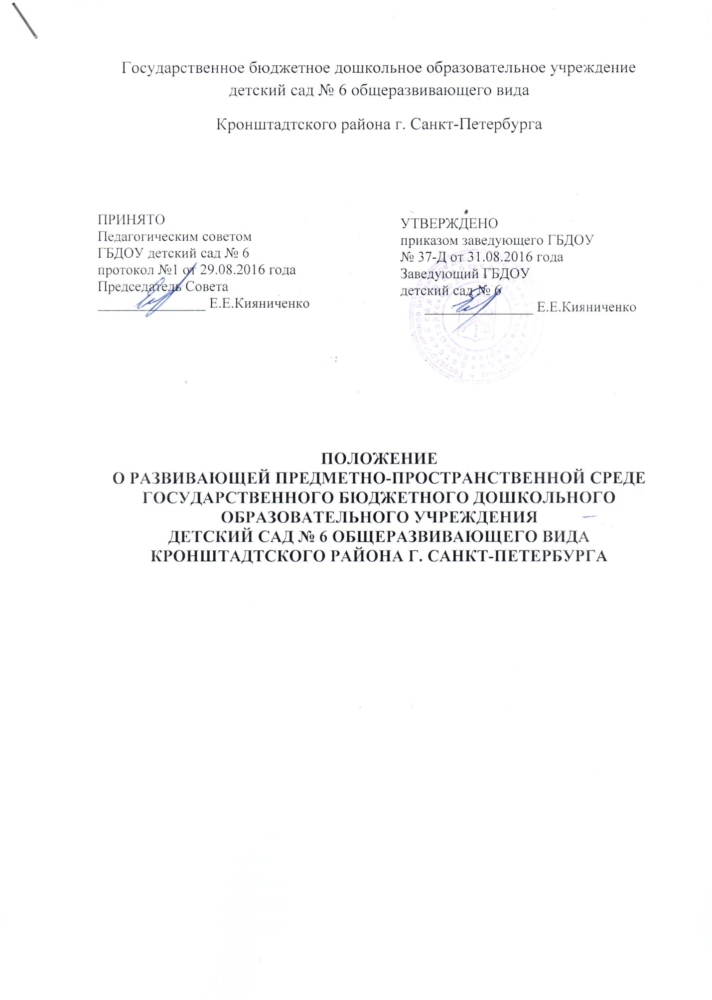 Государственное бюджетное дошкольное образовательное учреждение
детский сад № 6 общеразвивающего вида
Кронштадтского района г. Санкт-Петербурга
ПРИНЯТО
Педагогическим советом
ГБДОУ детский сад № 6
протокол №1 от 29.08.2016 года
Председатель Совета
Е.Е.Кияниченко
УТВЕРЖДЕНО
приказом заведующего ГБДОУ
№ 37-Д от 31.08.2016 года
Заведующий ГБДОУ
детский сад № 6
Е.Е.Кияниченко
ПОЛОЖЕНИЕ
О РАЗВИВАЮЩЕЙ ПРЕДМЕТНО-ПРОСТРАНСТВЕННОЙ СРЕДЕ
ГОСУДАРСТВЕННОГО БЮДЖЕТНОГО ДОШКОЛЬНОГО
ОБРАЗОВАТЕЛЬНОГО УЧРЕЖДЕНИЯ
ДЕТСКИЙ САД № 6 ОБЩЕРАЗВИВАЮЩЕГО ВИДА
КРОНШТАДТСКОГО РАЙОНА Г. САНКТ-ПЕТЕРБУРГА